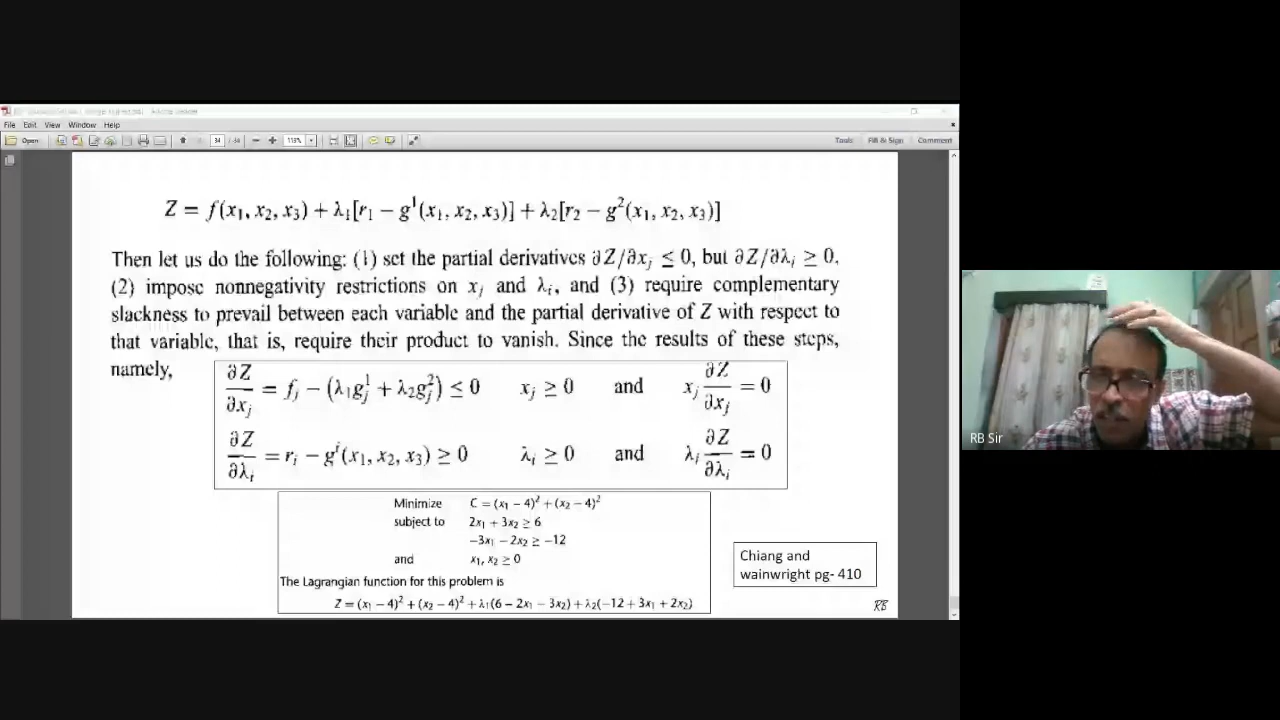 File Edit View Window Help
Open 34 113% Tools Fill & Sign Comment
Z = f(x₁, x₂, x₃) + λ₁[r₁ − g¹(x₁, x₂, x₃)] + λ₂[r₂ − g²(x₁, x₂, x₃)]
Then let us do the following: (1) set the partial derivatives ∂Z/∂xⱼ ≤ 0, but ∂Z/∂λᵢ ≥ 0,
(2) impose nonnegativity restrictions on xⱼ and λᵢ, and (3) require complementary
slackness to prevail between each variable and the partial derivative of Z with respect to
that variable, that is, require their product to vanish. Since the results of these steps,
namely,
∂Z/∂xⱼ = fⱼ − (λ₁g¹ⱼ + λ₂g²ⱼ) ≤ 0 xⱼ ≥ 0 and xⱼ ∂Z/∂xⱼ = 0
∂Z/∂λᵢ = rᵢ − gⁱ(x₁, x₂, x₃) ≥ 0 λᵢ ≥ 0 and λᵢ ∂Z/∂λᵢ = 0
Minimize C = (x₁ − 4)² + (x₂ − 4)²
subject to 2x₁ + 3x₂ ≥ 6
−3x₁ − 2x₂ ≥ −12
and x₁, x₂ ≥ 0
The Lagrangian function for this problem is
Z = (x₁ − 4)² + (x₂ − 4)² + λ₁(6 − 2x₁ − 3x₂) + λ₂(−12 + 3x₁ + 2x₂)
Chiang and
wainwright pg- 410
RB
RB Sir